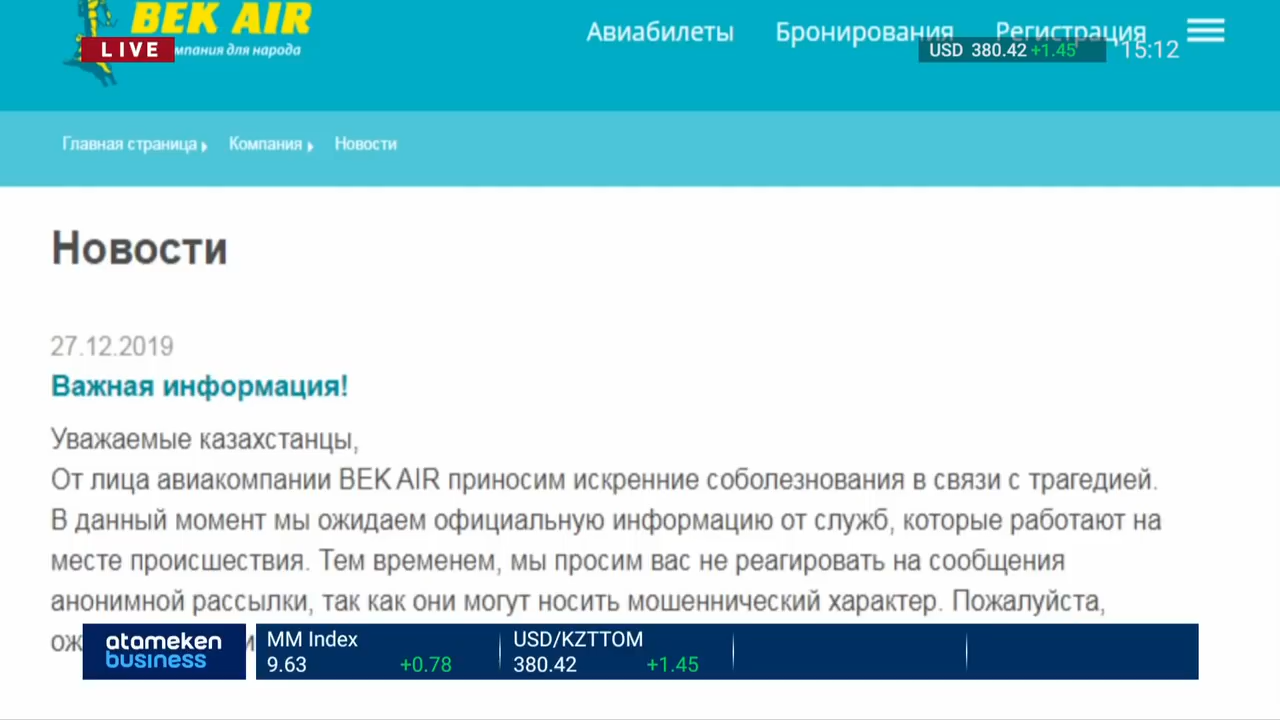 BEK AIR
LIVE
мпания для народа
Авиабилеты Бронирования Регистрация
USD 380.42 +1.45
15:12
Главная страница Компания Новости
Новости
27.12.2019
Важная информация!
Уважаемые казахстанцы,
От лица авиакомпании BEK AIR приносим искренние соболезнования в связи с трагедией.
В данный момент мы ожидаем официальную информацию от служб, которые работают на
месте происшествия. Тем временем, мы просим вас не реагировать на сообщения
анонимной рассылки, так как они могут носить мошеннический характер. Пожалуйста,
atameken
business
MM Index
9.63 +0.78
USD/KZTTOM
380.42 +1.45